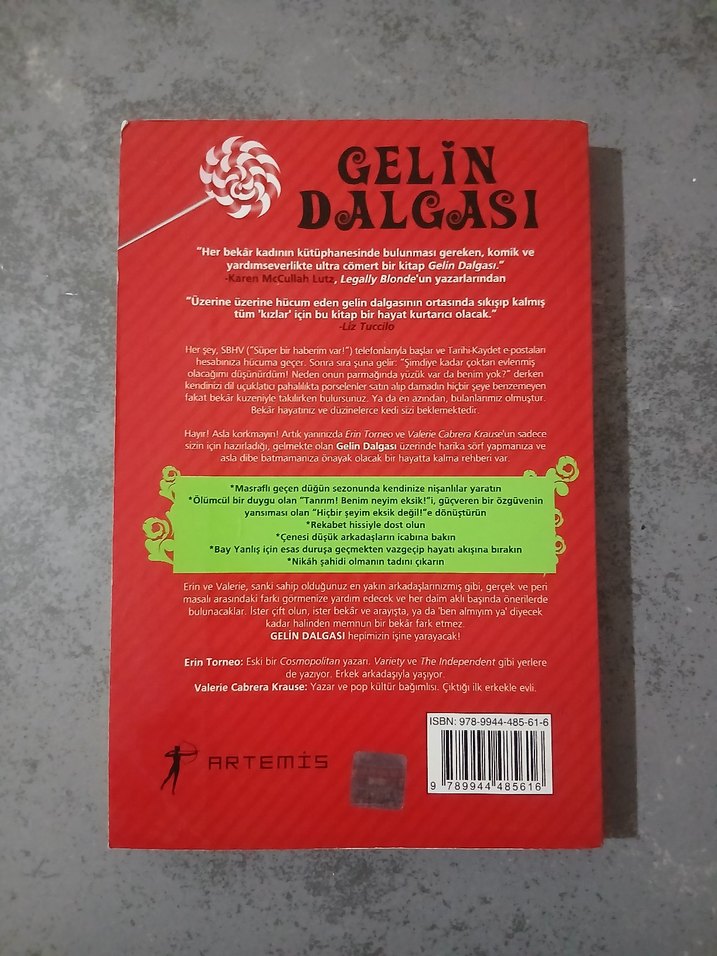 GELİN
DALGASI
"Her bekâr kadının kütüphanesinde bulunması gereken, komik ve
yardımseverlikte ultra cömert bir kitap Gelin Dalgası."
-Karen McCullah Lutz, Legally Blonde'un yazarlarından
"Üzerine üzerine hücum eden gelin dalgasının ortasında sıkışıp kalmış
tüm 'kızlar' için bu kitap bir hayat kurtarıcı olacak."
-Liz Tuccilo
Her şey, SBHV ("Süper bir haberim var!") telefonlarıyla başlar ve Tarihi-Kaydet e-postaları
hesabınıza hücuma geçer. Sonra sıra şuna gelir: "Şimdiye kadar çoktan evlenmiş
olacağımı düşünürdüm! Neden onun parmağında yüzük var da benim yok?" derken
kendinizi dil uçuklatıcı pahalılıkta porselenler satın alıp damadın hiçbir şeye benzemeyen
fakat bekâr kuzeniyle takılırken bulursunuz. Ya da en azından, bulanlarımız olmuştur.
Bekâr hayatınız ve düzinelerce kedi sizi beklemektedir.
Hayır! Asla korkmayın! Artık yanınızda Erin Torneo ve Valerie Cabrera Krause'un sadece
sizin için hazırladığı, gelmekte olan Gelin Dalgası üzerinde harika sörf yapmanıza ve
asla dibe batmamanıza önayak olacak bir hayatta kalma rehberi var.
*Masraflı geçen düğün sezonunda kendinize nişanlılar yaratın
*Ölümcül bir duygu olan "Tanrım! Benim neyim eksik!"i, güçveren bir özgüvenin
yansıması olan "Hiçbir şeyim eksik değil!"e dönüştürün
*Rekabet hissiyle dost olun
*Çenesi düşük arkadaşların icabına bakın
*Bay Yanlış için esas duruşa geçmekten vazgeçip hayatı akışına bırakın
*Nikâh şahidi olmanın tadını çıkarın
Erin ve Valerie, sanki sahip olduğunuz en yakın arkadaşlarınızmış gibi, gerçek ve peri
masalı arasındaki farkı görmenize yardım edecek ve her daim aklı başında önerilerde
bulunacaklar. İster çift olun, ister bekâr ve arayışta, ya da 'ben almıyım ya' diyecek
kadar halinden memnun bir bekâr fark etmez.
GELİN DALGASI hepimizin işine yarayacak!
Erin Torneo: Eski bir Cosmopolitan yazarı. Variety ve The Independent gibi yerlere
de yazıyor. Erkek arkadaşıyla yaşıyor.
Valerie Cabrera Krause: Yazar ve pop kültür bağımlısı. Çıktığı ilk erkekle evli.
ISBN: 978-9944-485-61-6
9 789944 485616
ARTEMİS